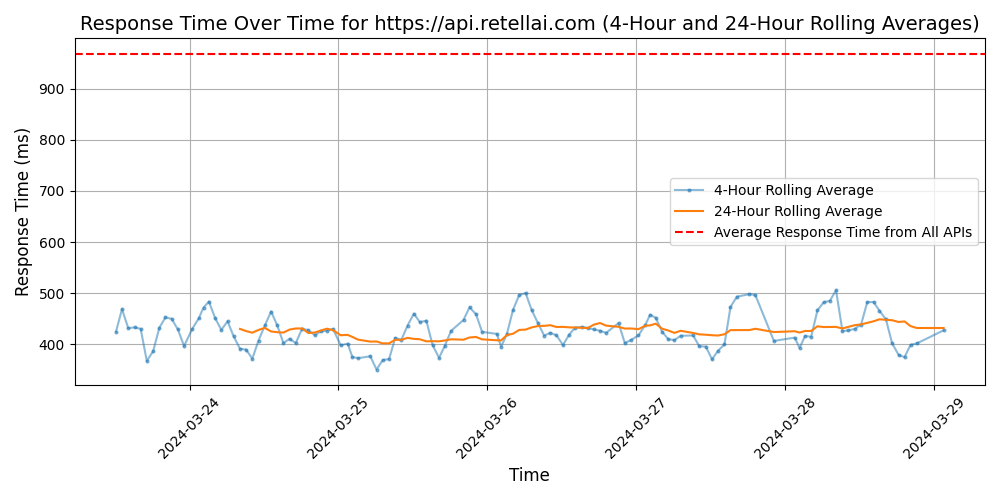 Response Time Over Time for https://api.retellai.com (4-Hour and 24-Hour Rolling Averages)
Response Time (ms)
900
800
700
600
500
400
4-Hour Rolling Average
24-Hour Rolling Average
Average Response Time from All APIs
2024-03-24
2024-03-25
2024-03-26
2024-03-27
2024-03-28
2024-03-29
Time